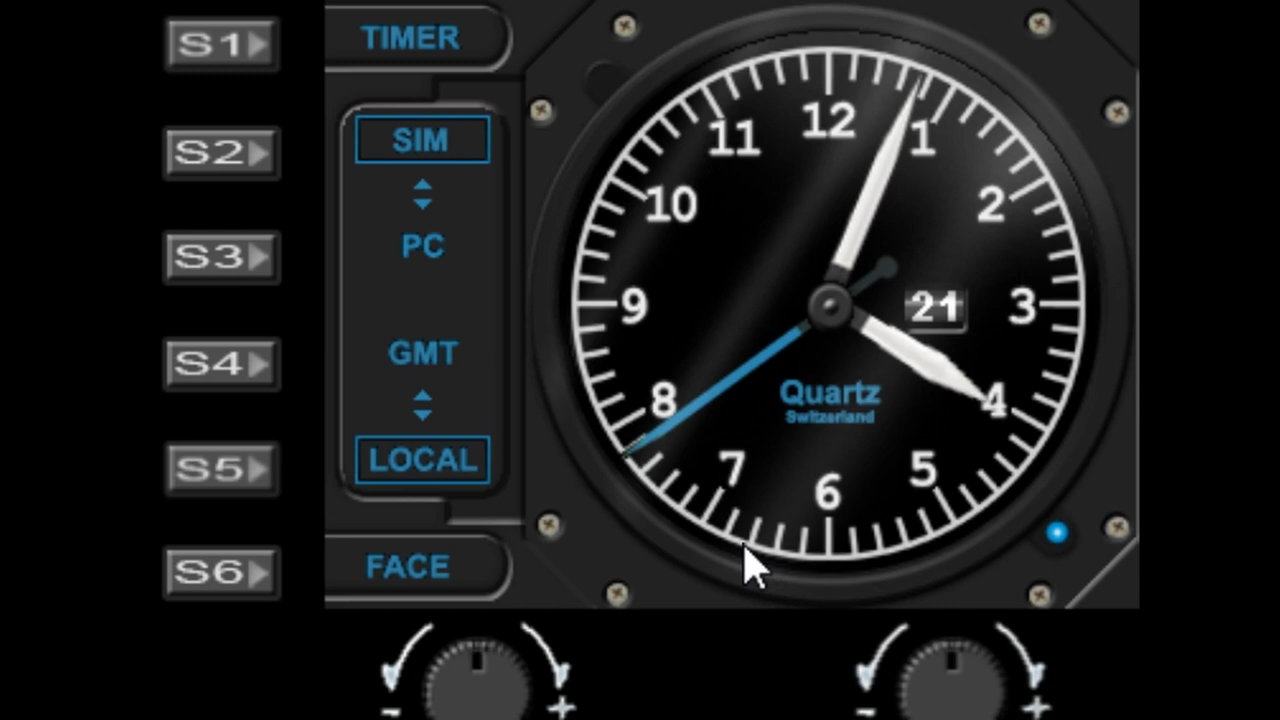 S1
S2
S3
S4
S5
S6
TIMER
SIM
PC
GMT
LOCAL
FACE
12
1
2
3
4
5
6
7
8
9
10
11
21
Quartz
Switzerland
-
+
-
+